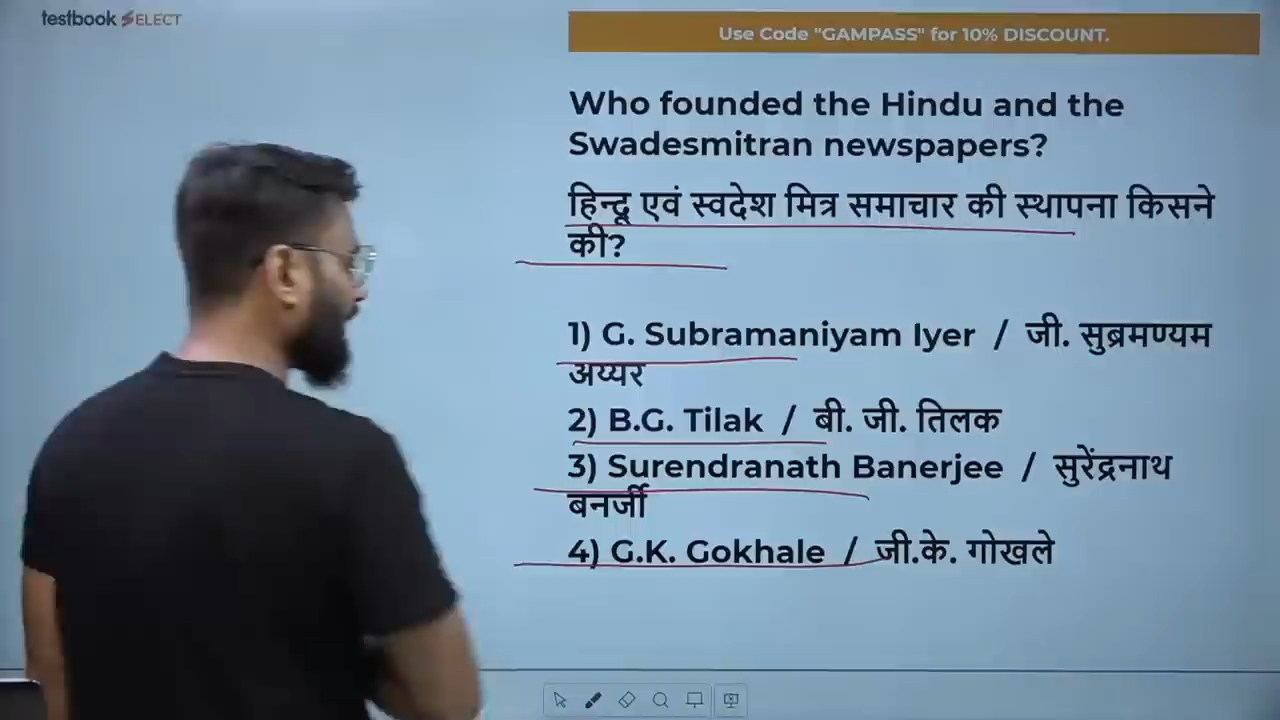 testbook SELECT
Use Code "GAMPASS" for 10% DISCOUNT.
Who founded the Hindu and the
Swadesmitran newspapers?
हिन्दू एवं स्वदेश मित्र समाचार की स्थापना किसने
की?
1) G. Subramaniyam Iyer / जी. सुब्रमण्यम
अय्यर
2) B.G. Tilak / बी. जी. तिलक
3) Surendranath Banerjee / सुरेंद्रनाथ
बनर्जी
4) G.K. Gokhale / जी.के. गोखले